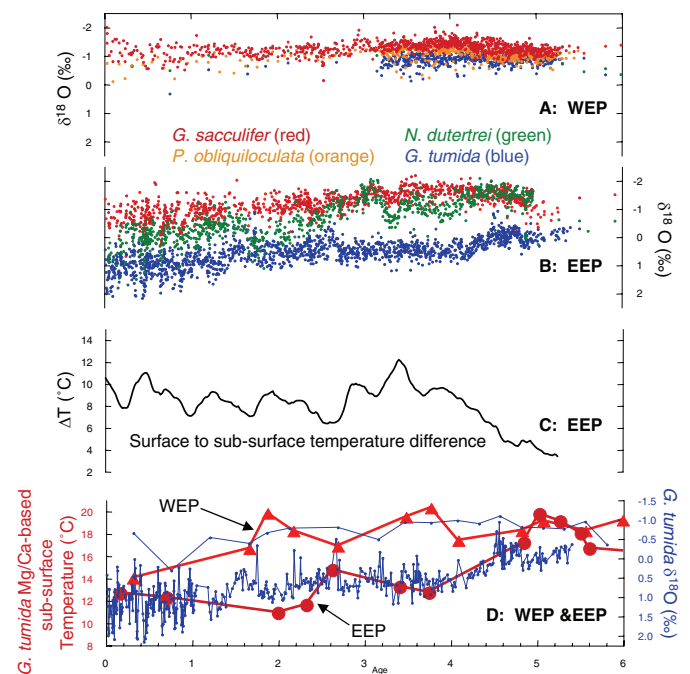 -2
-1
0
1
2
δ18 O (‰)
A: WEP
G. sacculifer (red)
N. dutertrei (green)
P. obliquiloculata (orange)
G. tumida (blue)
-2
-1
0
1
2
δ18 O (‰)
B: EEP
14
12
10
8
6
4
2
ΔT (˚C)
C: EEP
Surface to sub-surface temperature difference
20
18
16
14
12
10
8
G. tumida Mg/Ca-based
sub-surface
Temperature (°C)
WEP
EEP
D: WEP &EEP
-1.5
-1.0
0.5
0.0
0.5
1.0
1.5
2.0
G. tumida δ18O (‰)
0 1 2 3 4 5 6
Age